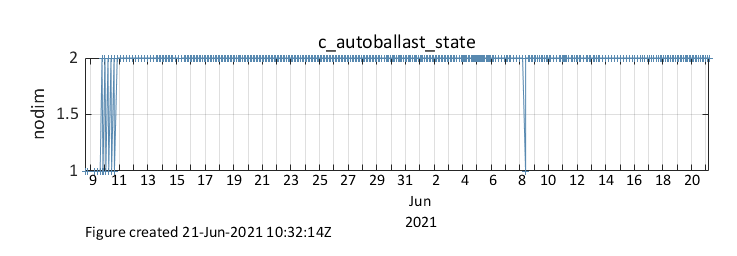 c_autoballast_state
nodim
2
1.5
1
9 11 13 15 17 19 21 23 25 27 29 31 2 4 6 8 10 12 14 16 18 20
Jun
2021
Figure created 21-Jun-2021 10:32:14Z